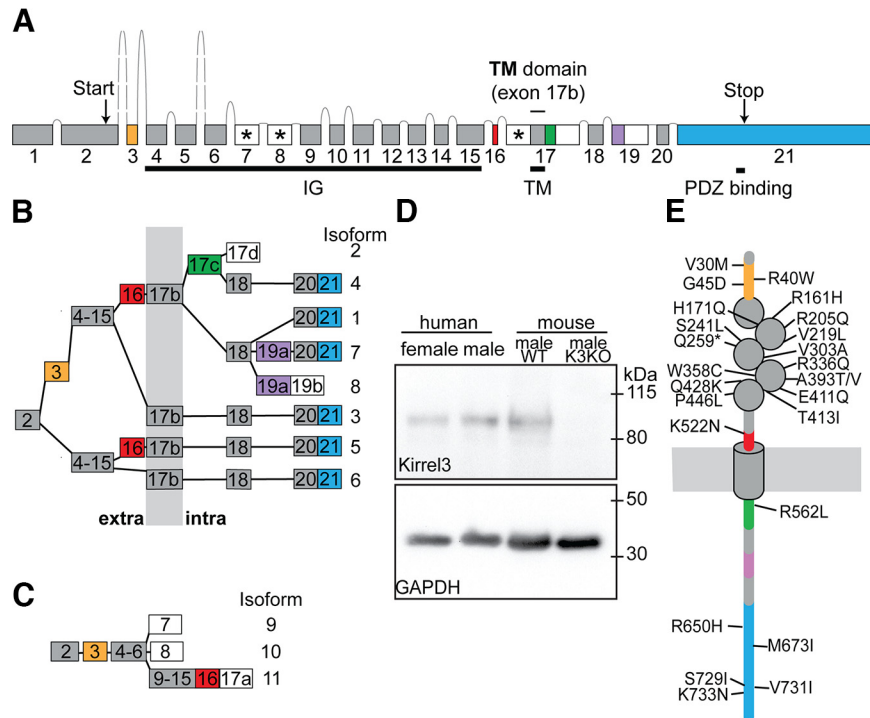 A
TM domain
(exon 17b)
Start
Stop
* * *
1 2 3 4 5 6 7 8 9 10 11 12 13 14 15 16 17 18 19 20 21
IG
TM
PDZ binding
B
Isoform
17d 2
17c
16 17b 18 20 21 4
4-15
20 21 1
18 19a 20 21 7
3
19a 19b 8
2
17b 18 20 21 3
16 17b 18 20 21 5
4-15
17b 18 20 21 6
extra intra
C
Isoform
7 9
2 3 4-6 8 10
9-15 16 17a 11
D
human mouse
female male male WT male K3KO
kDa
115
80
Kirrel3
50
30
GAPDH
E
V30M
R40W
G45D
R161H
H171Q
R205Q
S241L
V219L
Q259*
V303A
R336Q
W358C
A393T/V
Q428K
E411Q
P446L
T413I
K522N
R562L
R650H
M673I
S729I
V731I
K733N